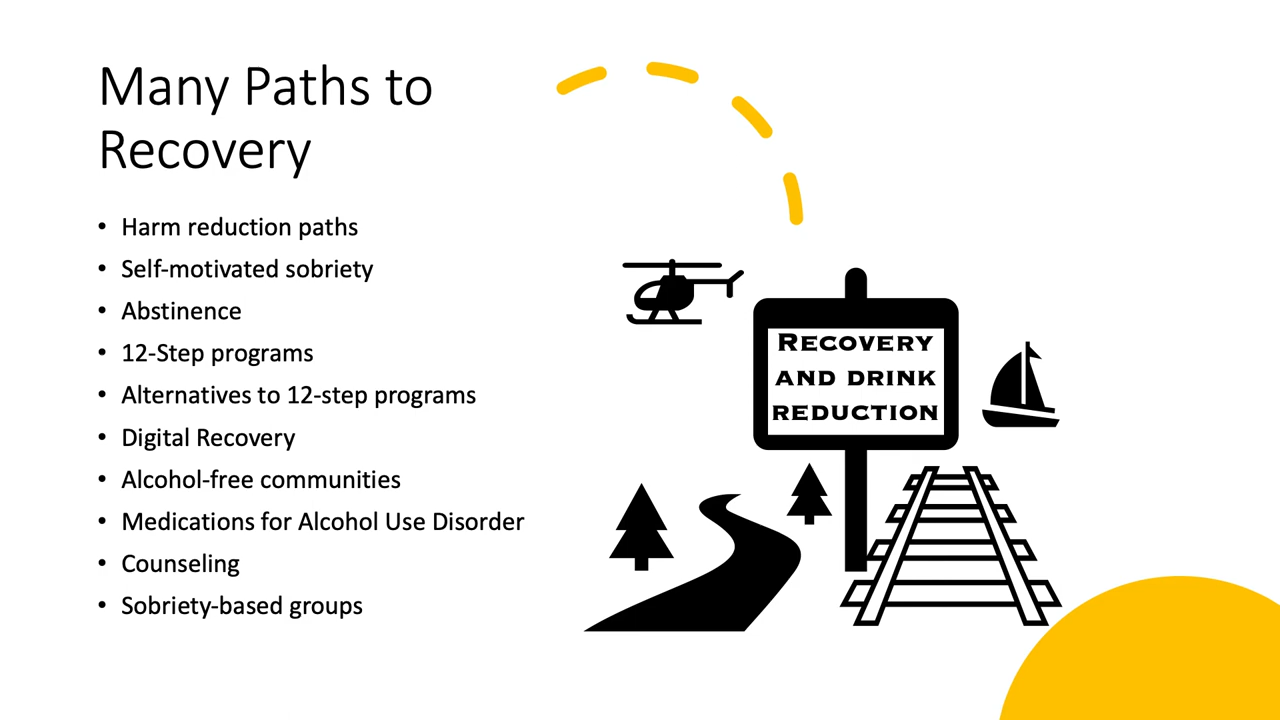 Many Paths to
Recovery
• Harm reduction paths
• Self-motivated sobriety
• Abstinence
• 12-Step programs
• Alternatives to 12-step programs
• Digital Recovery
• Alcohol-free communities
• Medications for Alcohol Use Disorder
• Counseling
• Sobriety-based groups
Recovery
and drink
reduction